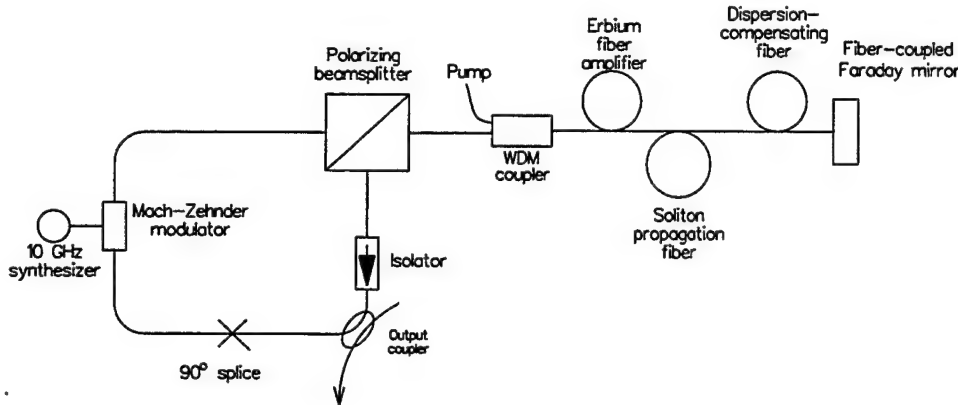 Polarizing
beamsplitter
Pump
WDM
coupler
Erbium
fiber
amplifier
Soliton
propagation
fiber
Dispersion-
compensating
fiber
Fiber-coupled
Faraday mirror
Mach-Zehnder
modulator
10 GHz
synthesizer
Isolator
Output
coupler
90° splice